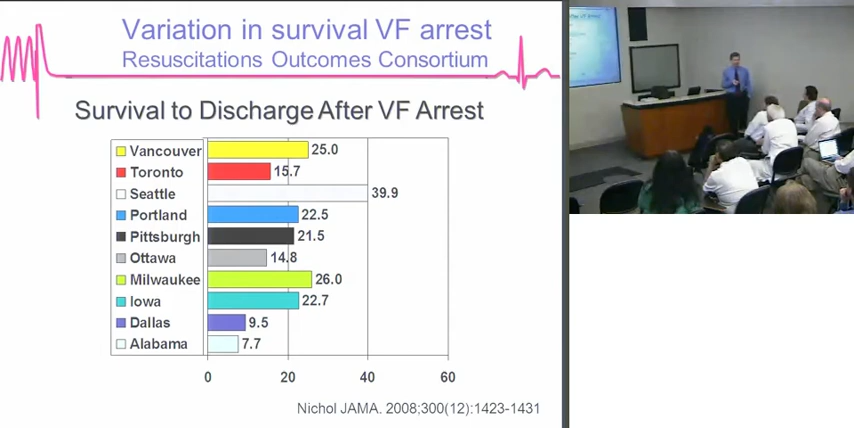 Variation in survival VF arrest
Resuscitations Outcomes Consortium
Survival to Discharge After VF Arrest
Vancouver 25.0
Toronto 15.7
Seattle 39.9
Portland 22.5
Pittsburgh 21.5
Ottawa 14.8
Milwaukee 26.0
Iowa 22.7
Dallas 9.5
Alabama 7.7
0 20 40 60
Nichol JAMA. 2008;300(12):1423-1431